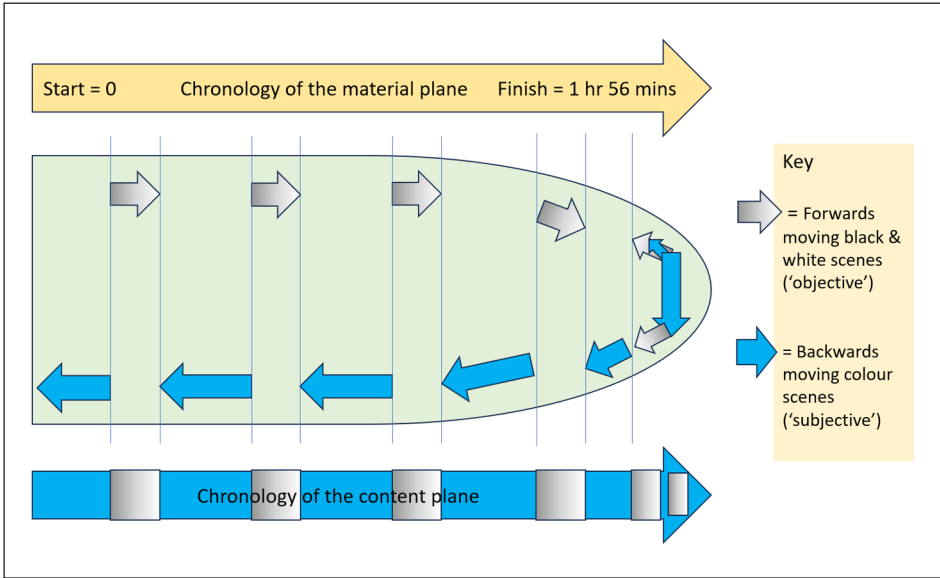 Start = 0 Chronology of the material plane Finish = 1 hr 56 mins
Key
= Forwards
moving black &
white scenes
(‘objective’)
= Backwards
moving colour
scenes
(‘subjective’)
Chronology of the content plane